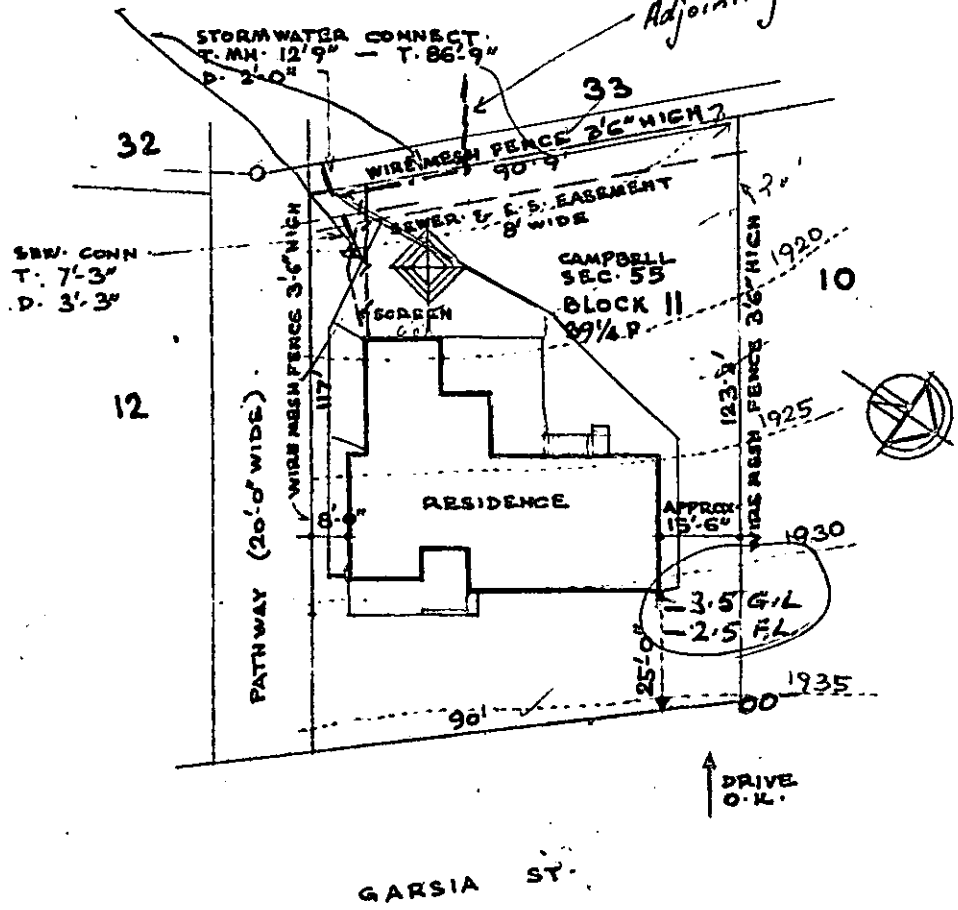 Adjoining
STORMWATER CONNECT.
T. MH. 12'9" — T. 86'9"
D. 2'-0"
33
32
WIRE MESH FENCE 3'6" HIGH
90'9"
SEWER & E.S. EASEMENT
8' WIDE
SEW. CONN
T. 7'-3"
D. 3'-3"
CAMPBELL
SEC. 55
BLOCK 11
39¼ P
SCREEN
1920
10
12
PATHWAY (20'-0" WIDE).
WIRE MESH FENCE 3'6" HIGH
117'
WIRE MESH FENCE 3'6" HIGH
1925
RESIDENCE
APPROX
15'-6"
1930
-3.5 G.L
-2.5 F.L
25'-0"
1935
90'
DRIVE
O.K.
GARSIA ST.